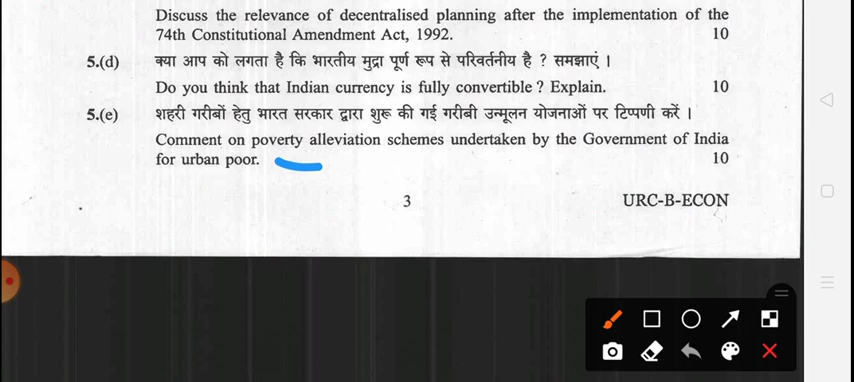 Discuss the relevance of decentralised planning after the implementation of the
74th Constitutional Amendment Act, 1992. 10
5.(d) क्या आप को लगता है कि भारतीय मुद्रा पूर्ण रूप से परिवर्तनीय है ? समझाएं ।
Do you think that Indian currency is fully convertible ? Explain. 10
5.(e) शहरी गरीबों हेतु भारत सरकार द्वारा शुरू की गई गरीबी उन्मूलन योजनाओं पर टिप्पणी करें ।
Comment on poverty alleviation schemes undertaken by the Government of India
for urban poor. 10
3 URC-B-ECON